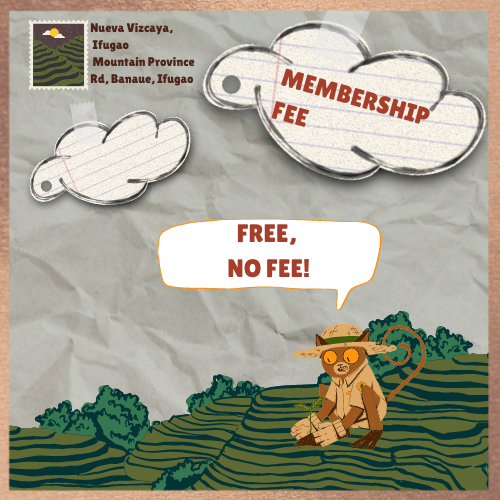 Nueva Vizcaya,
Ifugao
Mountain Province
Rd, Banaue, Ifugao
MEMBERSHIP
FEE
FREE,
NO FEE!